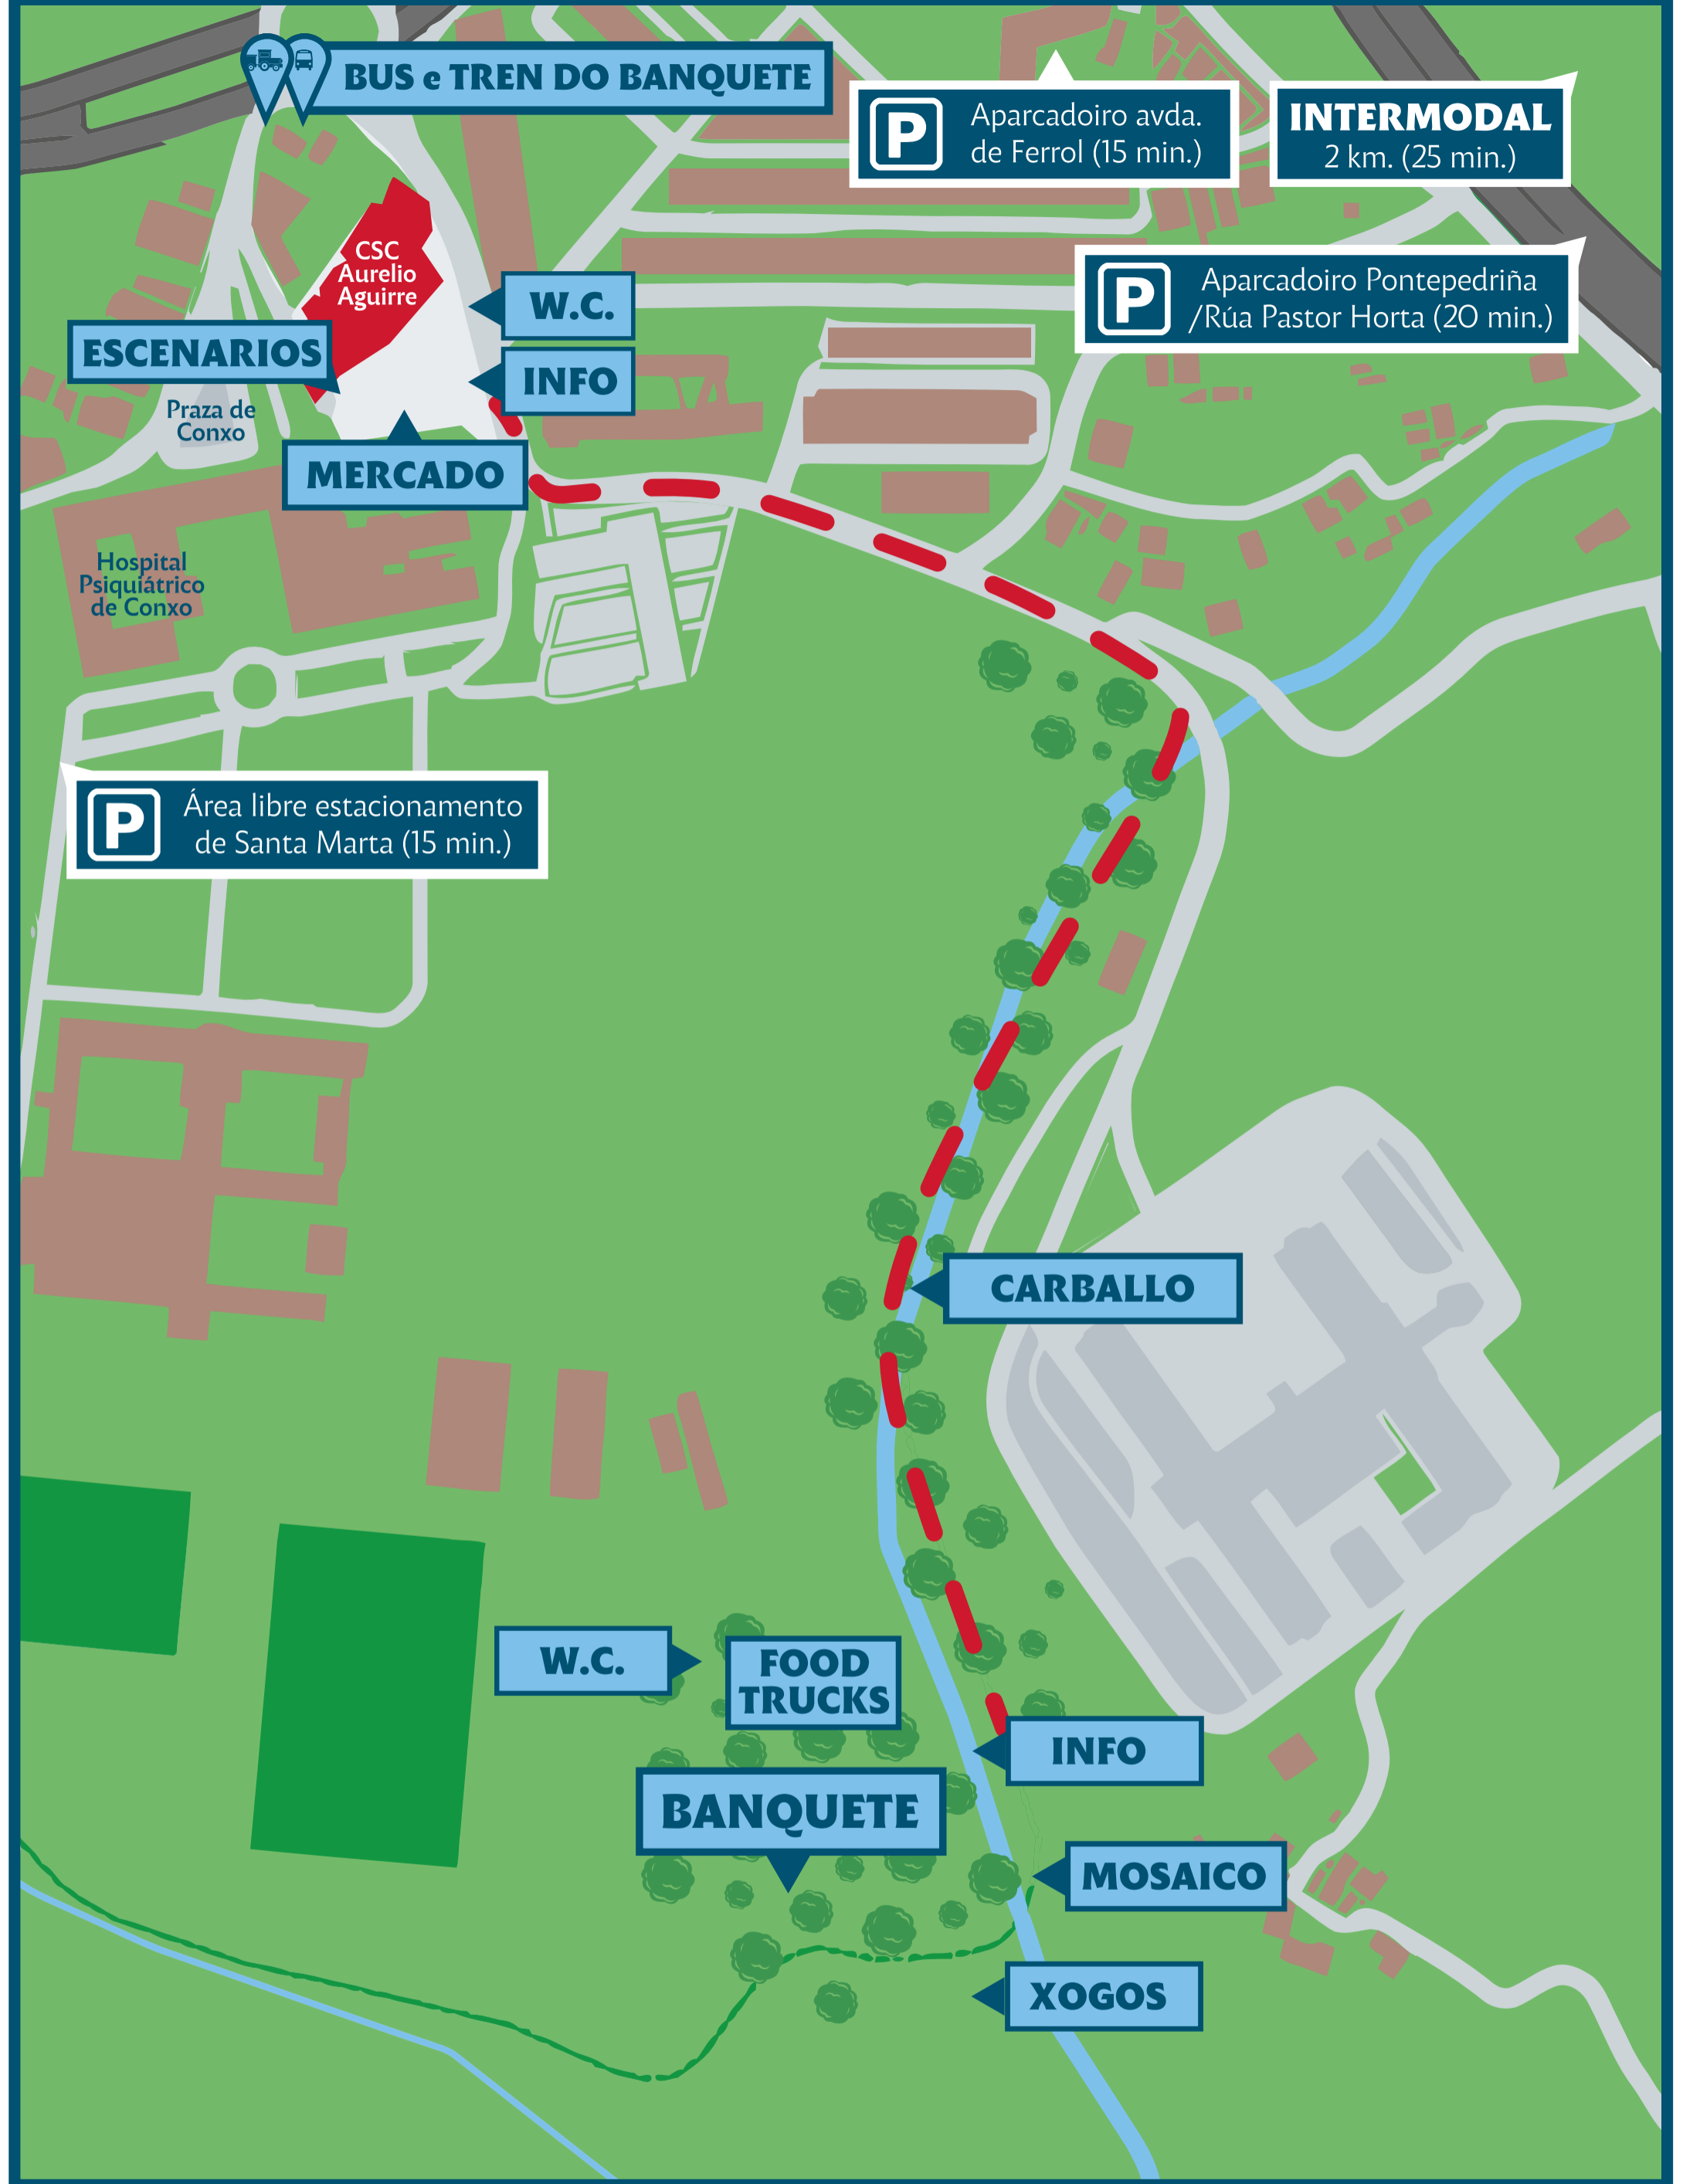 BUS e TREN DO BANQUETE
P
Aparcadoiro avda.
de Ferrol (15 min.)
INTERMODAL
2 km. (25 min.)
CSC
Aurelio
Aguirre
W.C.
P
Aparcadoiro Pontepedriña
/Rúa Pastor Horta (20 min.)
ESCENARIOS
INFO
Praza de
Conxo
MERCADO
Hospital
Psiquiátrico
de Conxo
P
Área libre estacionamento
de Santa Marta (15 min.)
CARBALLO
W.C.
FOOD
TRUCKS
INFO
BANQUETE
MOSAICO
XOGOS